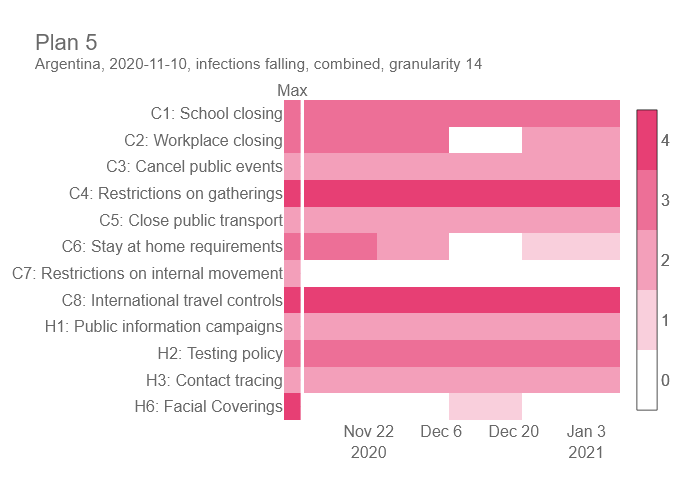 Plan 5
Argentina, 2020-11-10, infections falling, combined, granularity 14
Max
C1: School closing
C2: Workplace closing
C3: Cancel public events
C4: Restrictions on gatherings
C5: Close public transport
C6: Stay at home requirements
C7: Restrictions on internal movement
C8: International travel controls
H1: Public information campaigns
H2: Testing policy
H3: Contact tracing
H6: Facial Coverings
Nov 22
2020
Dec 6
Dec 20
Jan 3
2021
4
3
2
1
0